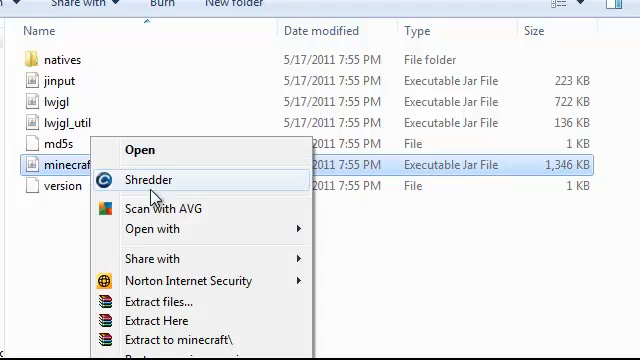 Share with Burn New folder
Name Date modified Type Size
natives 5/17/2011 7:55 PM File folder
jinput 5/17/2011 7:55 PM Executable Jar File 223 KB
lwjgl 5/17/2011 7:55 PM Executable Jar File 722 KB
lwjgl_util 5/17/2011 7:55 PM Executable Jar File 136 KB
md5s 2011 7:55 PM File 1 KB
minecraf 2011 7:55 PM Executable Jar File 1,346 KB
version 2011 7:55 PM File 1 KB
Open
Shredder
Scan with AVG
Open with
Share with
Norton Internet Security
Extract files...
Extract Here
Extract to minecraft\